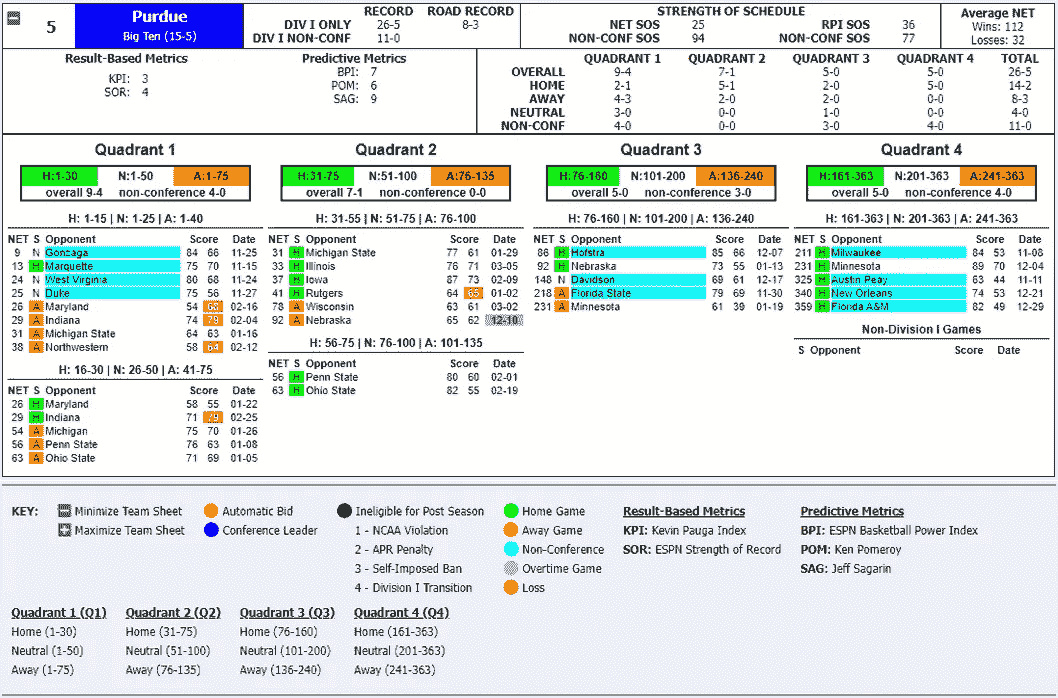 5
Purdue
Big Ten (15-5)
RECORD ROAD RECORD
DIV I ONLY 26-5 8-3
DIV I NON-CONF 11-0
STRENGTH OF SCHEDULE
NET SOS 25 RPI SOS 36
NON-CONF SOS 94 NON-CONF SOS 77
Average NET
Wins: 112
Losses: 32
Result-Based Metrics
KPI: 3
SOR: 4
Predictive Metrics
BPI: 7
POM: 6
SAG: 9
QUADRANT 1 QUADRANT 2 QUADRANT 3 QUADRANT 4 TOTAL
OVERALL 9-4 7-1 5-0 5-0 26-5
HOME 2-1 5-1 2-0 5-0 14-2
AWAY 4-3 2-0 2-0 0-0 8-3
NEUTRAL 3-0 0-0 1-0 0-0 4-0
NON-CONF 4-0 0-0 3-0 4-0 11-0
Quadrant 1
H:1-30 N:1-50 A:1-75
overall 9-4 non-conference 4-0
H: 1-15 | N: 1-25 | A: 1-40
NET S Opponent Score Date
9 N Gonzaga 84 66 11-25
13 H Marquette 75 70 11-15
24 N West Virginia 80 68 11-24
25 N Duke 75 56 11-27
26 A Maryland 54 68 02-16
29 A Indiana 74 79 02-04
31 A Michigan State 64 63 01-16
38 A Northwestern 58 64 02-12
H: 16-30 | N: 26-50 | A: 41-75
NET S Opponent Score Date
26 H Maryland 58 55 01-22
29 H Indiana 71 79 02-25
54 A Michigan 75 70 01-26
56 A Penn State 76 63 01-08
63 A Ohio State 71 69 01-05
Quadrant 2
H:31-75 N:51-100 A:76-135
overall 7-1 non-conference 0-0
H: 31-55 | N: 51-75 | A: 76-100
NET S Opponent Score Date
31 H Michigan State 77 61 01-29
33 H Illinois 76 71 03-05
37 H Iowa 87 73 02-09
41 H Rutgers 64 65 01-02
78 A Wisconsin 63 61 03-02
92 A Nebraska 65 62 12-10
H: 56-75 | N: 76-100 | A: 101-135
NET S Opponent Score Date
56 H Penn State 80 60 02-01
63 H Ohio State 82 55 02-19
Quadrant 3
H:76-160 N:101-200 A:136-240
overall 5-0 non-conference 3-0
H: 76-160 | N: 101-200 | A: 136-240
NET S Opponent Score Date
86 H Hofstra 85 66 12-07
92 H Nebraska 73 55 01-13
148 N Davidson 69 61 12-17
218 A Florida State 79 69 11-30
231 A Minnesota 61 39 01-19
Quadrant 4
H:161-363 N:201-363 A:241-363
overall 5-0 non-conference 4-0
H: 161-363 | N: 201-363 | A: 241-363
NET S Opponent Score Date
211 H Milwaukee 84 53 11-08
231 H Minnesota 89 70 12-04
325 H Austin Peay 63 44 11-11
340 H New Orleans 74 53 12-21
359 H Florida A&M 82 49 12-29
Non-Division I Games
S Opponent Score Date
KEY:
Minimize Team Sheet
Maximize Team Sheet
Automatic Bid
Conference Leader
Ineligible for Post Season
1 - NCAA Violation
2 - APR Penalty
3 - Self-Imposed Ban
4 - Division I Transition
Home Game
Away Game
Non-Conference
Overtime Game
Loss
Result-Based Metrics
KPI: Kevin Pauga Index
SOR: ESPN Strength of Record
Predictive Metrics
BPI: ESPN Basketball Power Index
POM: Ken Pomeroy
SAG: Jeff Sagarin
Quadrant 1 (Q1) Quadrant 2 (Q2) Quadrant 3 (Q3) Quadrant 4 (Q4)
Home (1-30) Home (31-75) Home (76-160) Home (161-363)
Neutral (1-50) Neutral (51-100) Neutral (101-200) Neutral (201-363)
Away (1-75) Away (76-135) Away (136-240) Away (241-363)